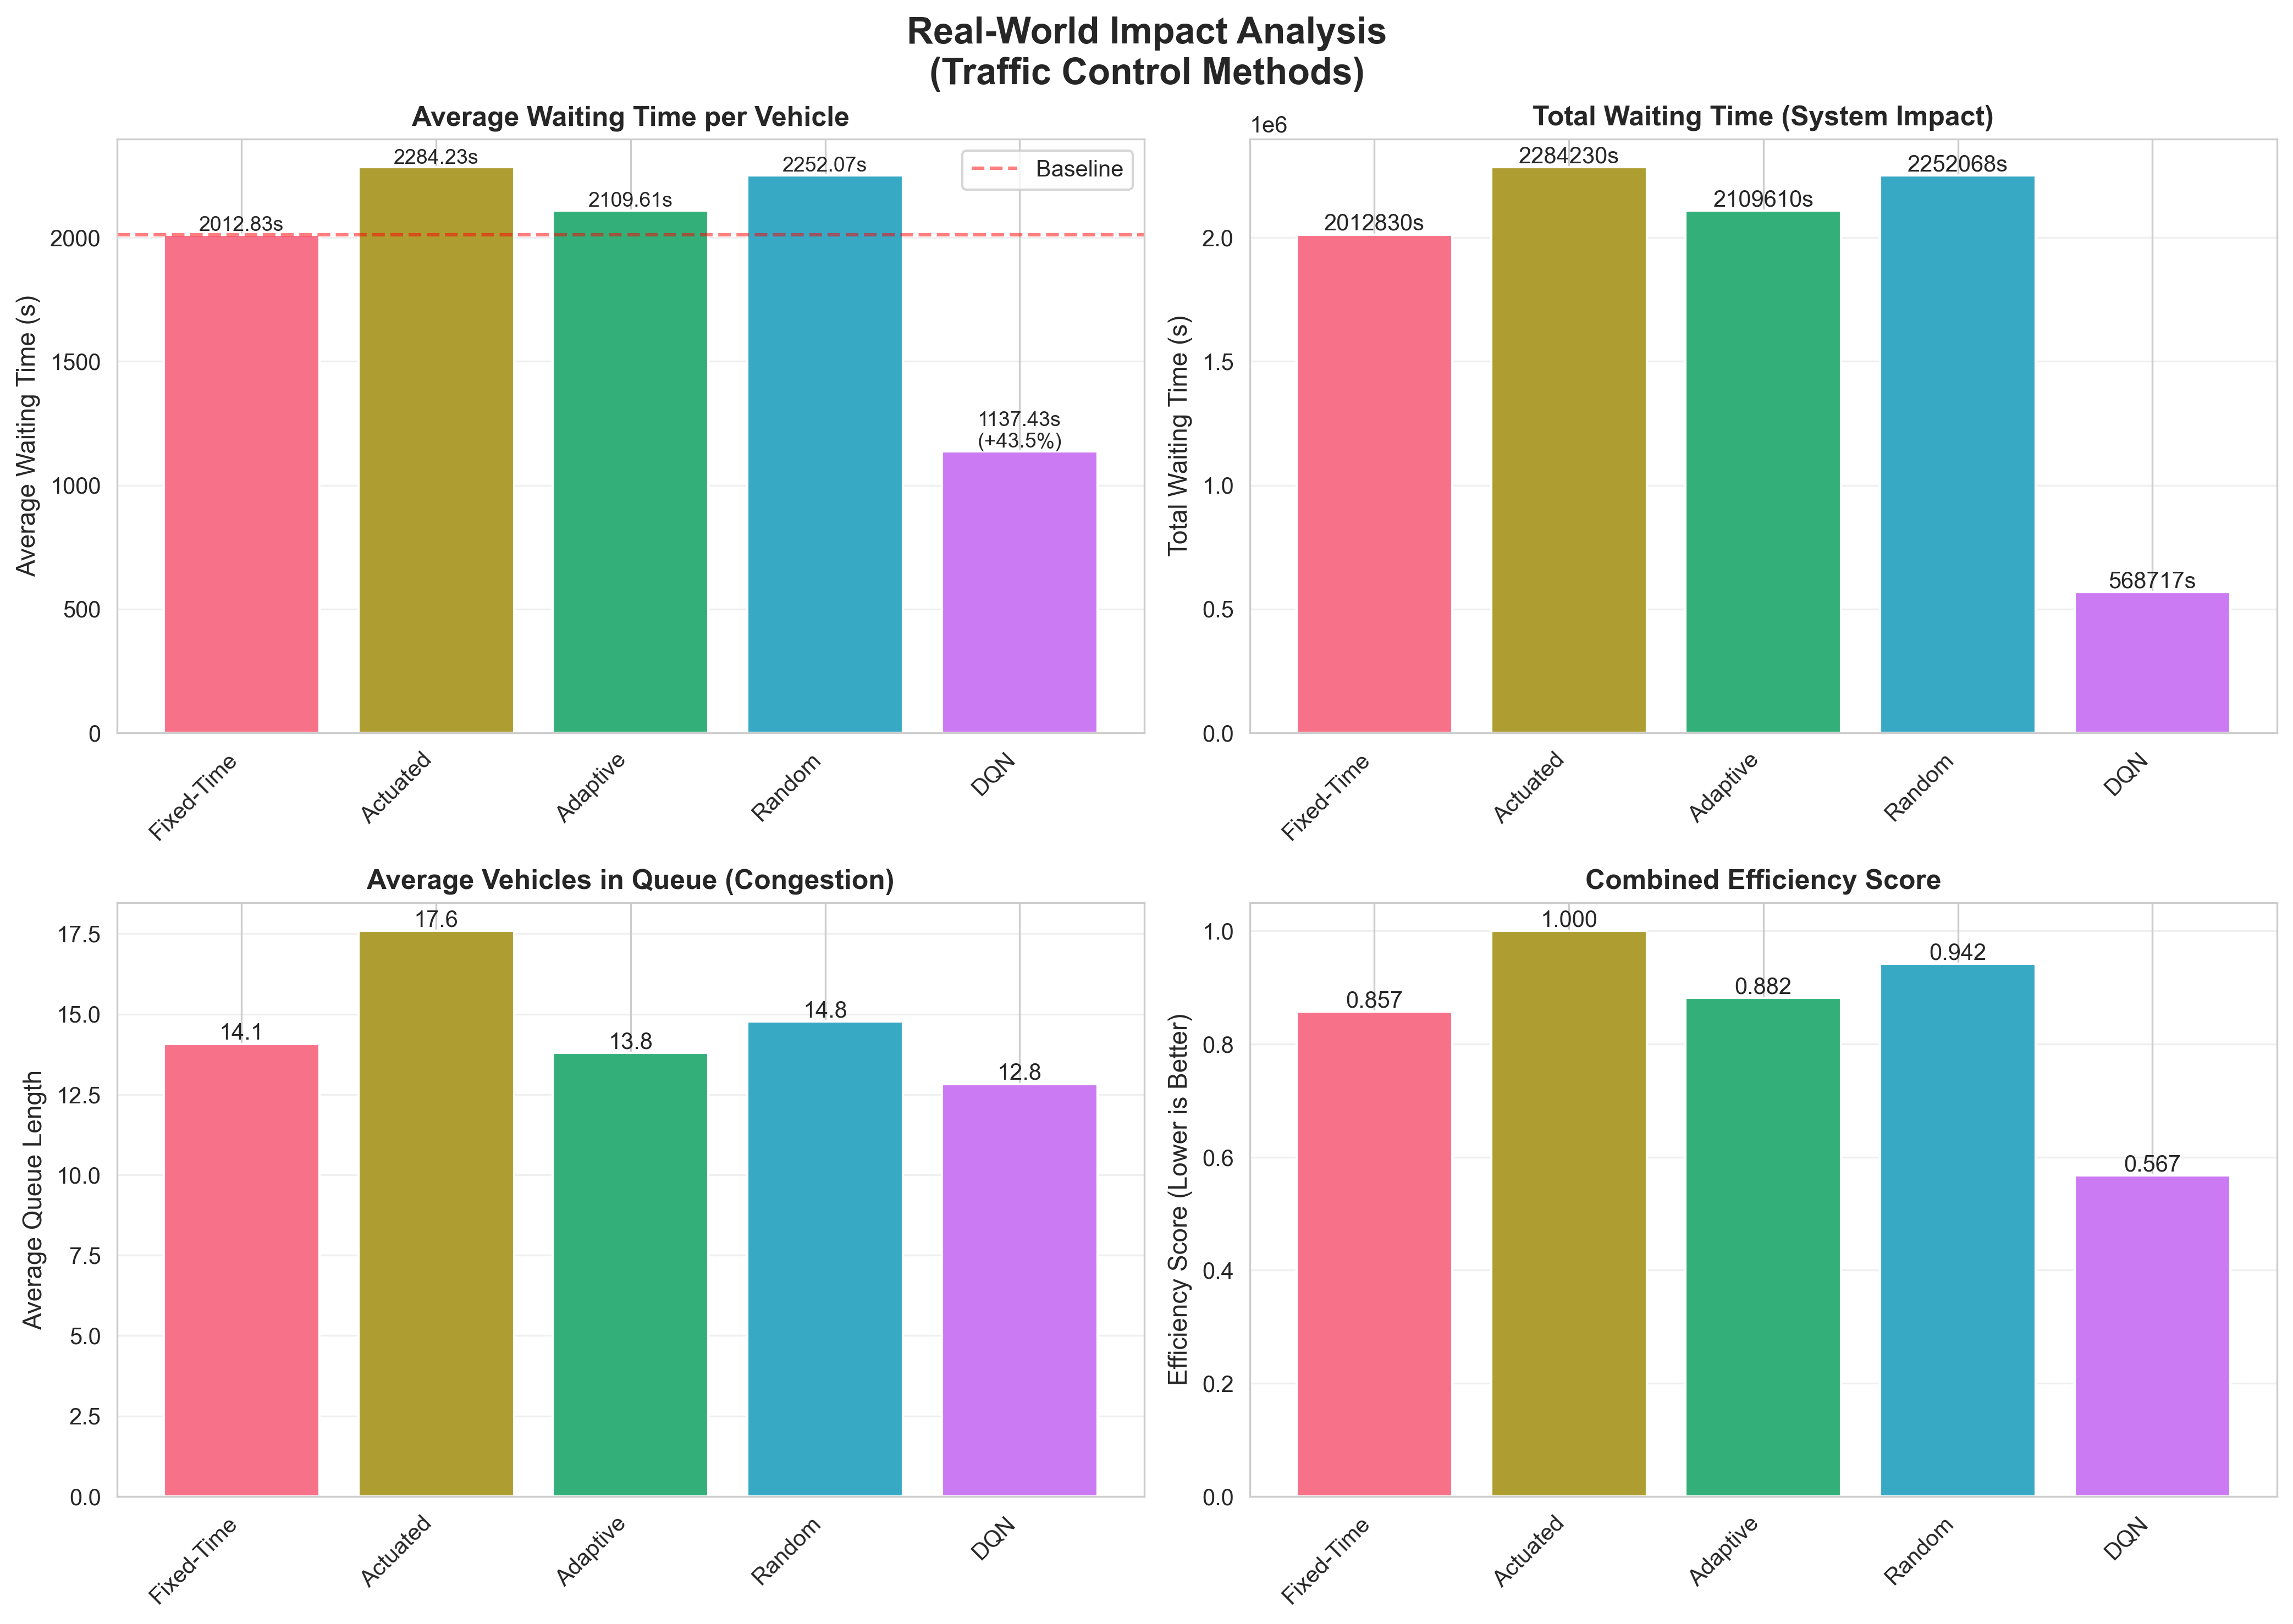 Real-World Impact Analysis
(Traffic Control Methods)
Average Waiting Time per Vehicle
Average Waiting Time (s)
2000
1500
1000
500
0
2012.83s
2284.23s
2109.61s
2252.07s
1137.43s
(+43.5%)
Baseline
Fixed-Time
Actuated
Adaptive
Random
DQN
Total Waiting Time (System Impact)
1e6
Total Waiting Time (s)
2.0
1.5
1.0
0.5
0.0
2012830s
2284230s
2109610s
2252068s
568717s
Fixed-Time
Actuated
Adaptive
Random
DQN
Average Vehicles in Queue (Congestion)
Average Queue Length
17.5
15.0
12.5
10.0
7.5
5.0
2.5
0.0
14.1
17.6
13.8
14.8
12.8
Fixed-Time
Actuated
Adaptive
Random
DQN
Combined Efficiency Score
Efficiency Score (Lower is Better)
1.0
0.8
0.6
0.4
0.2
0.0
0.857
1.000
0.882
0.942
0.567
Fixed-Time
Actuated
Adaptive
Random
DQN